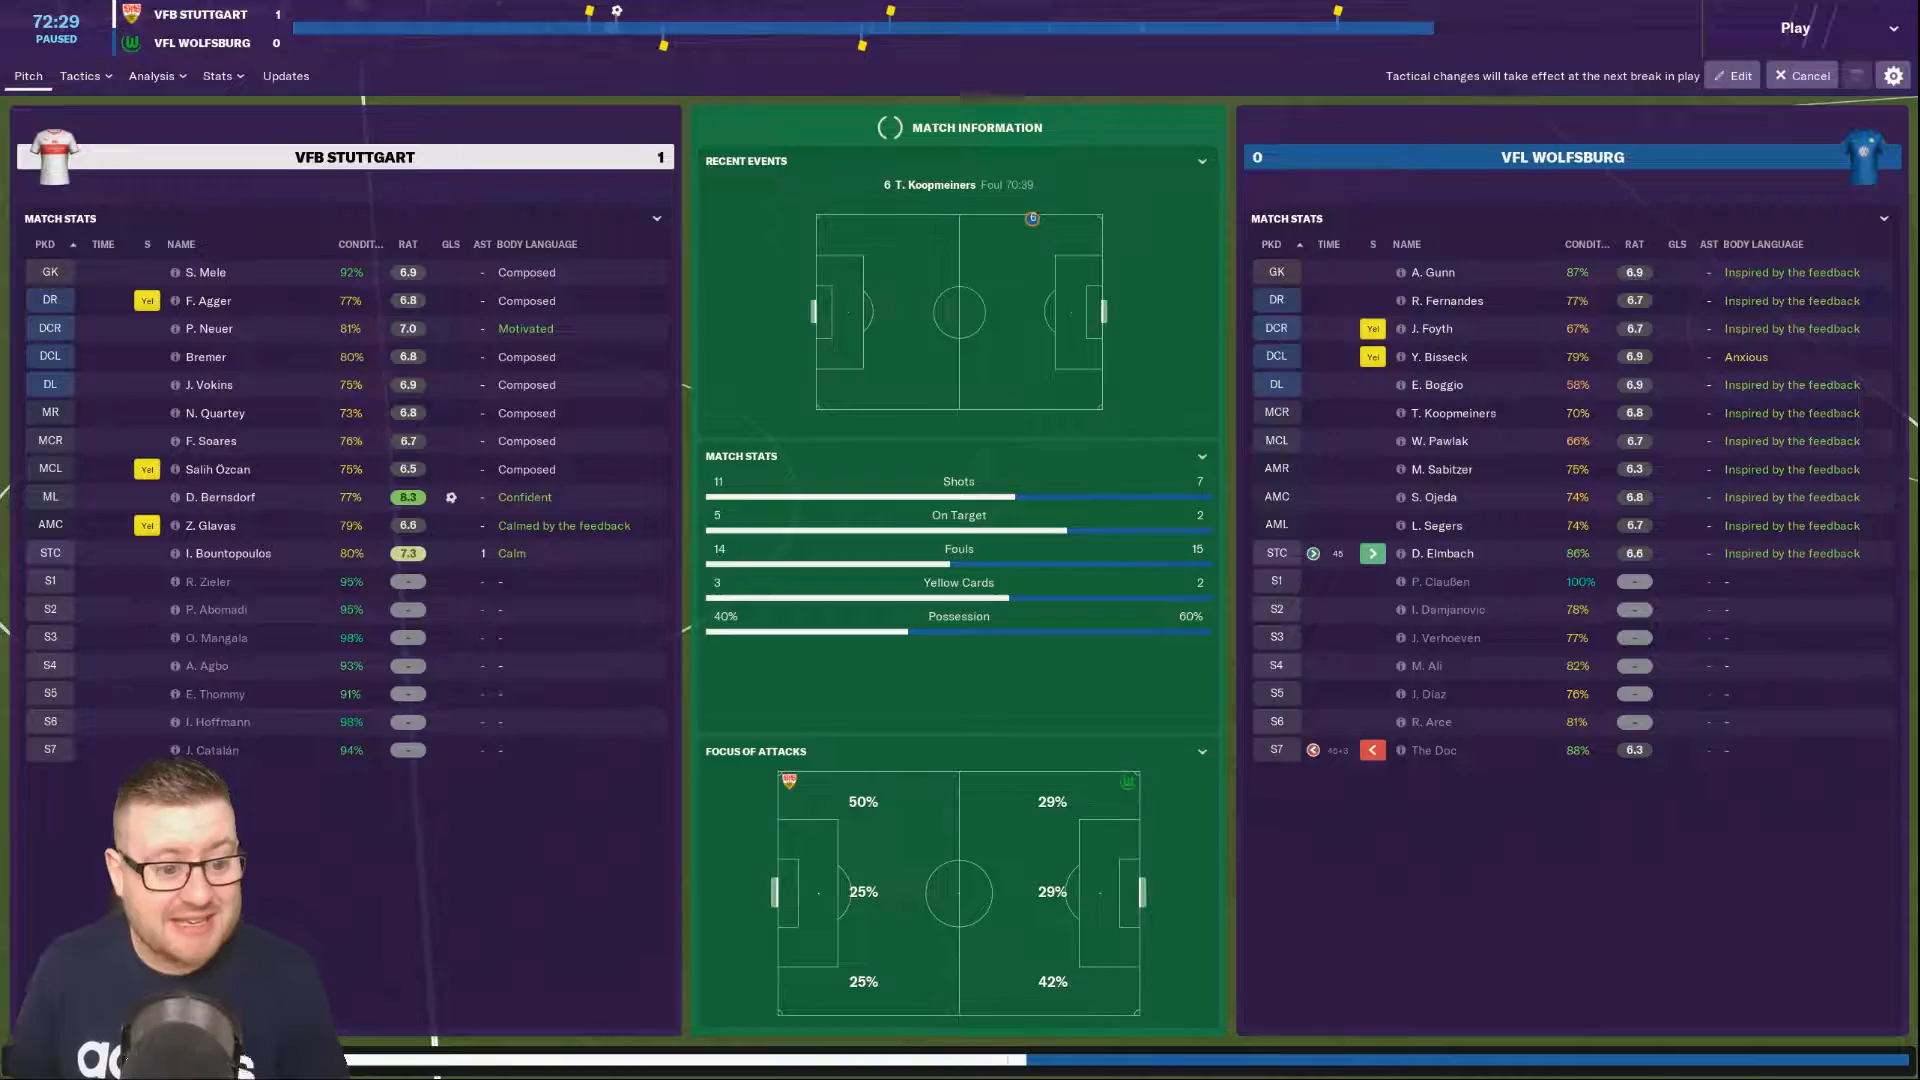 72:29
PAUSED
VFB STUTTGART 1
VFL WOLFSBURG 0
Play
Pitch Tactics Analysis Stats Updates
Tactical changes will take effect at the next break in play Edit Cancel
VFB STUTTGART 1
MATCH STATS
PKD TIME S NAME CONDIT... RAT GLS AST BODY LANGUAGE
GK S. Mele 92% 6.9 - Composed
DR Yel F. Agger 77% 6.8 - Composed
DCR P. Neuer 81% 7.0 - Motivated
DCL Bremer 80% 6.8 - Composed
DL J. Vokins 75% 6.9 - Composed
MR N. Quartey 73% 6.8 - Composed
MCR F. Soares 76% 6.7 - Composed
MCL Yel Salih Özcan 75% 6.5 - Composed
ML D. Bernsdorf 77% 8.3 - Confident
AMC Yel Z. Glavas 79% 6.6 - Calmed by the feedback
STC I. Bountopoulos 80% 7.3 1 Calm
S1 R. Zieler 95% - - -
S2 P. Abomadi 95% - - -
S3 O. Mangala 98% - - -
S4 A. Agbo 93% - - -
S5 E. Thommy 91% - - -
S6 I. Hoffmann 98% - - -
S7 J. Catalán 94% - - -
MATCH INFORMATION
RECENT EVENTS
6 T. Koopmeiners Foul 70:39
6
MATCH STATS
11 Shots 7
5 On Target 2
14 Fouls 15
3 Yellow Cards 2
40% Possession 60%
FOCUS OF ATTACKS
50% 29%
25% 29%
25% 42%
0 VFL WOLFSBURG
MATCH STATS
PKD TIME S NAME CONDIT... RAT GLS AST BODY LANGUAGE
GK A. Gunn 87% 6.9 - Inspired by the feedback
DR R. Fernandes 77% 6.7 - Inspired by the feedback
DCR Yel J. Foyth 67% 6.7 - Inspired by the feedback
DCL Yel Y. Bisseck 79% 6.9 - Anxious
DL E. Boggio 58% 6.9 - Inspired by the feedback
MCR T. Koopmeiners 70% 6.8 - Inspired by the feedback
MCL W. Pawlak 66% 6.7 - Inspired by the feedback
AMR M. Sabitzer 75% 6.3 - Inspired by the feedback
AMC S. Ojeda 74% 6.8 - Inspired by the feedback
AML L. Segers 74% 6.7 - Inspired by the feedback
STC 45 D. Elmbach 86% 6.6 - Inspired by the feedback
S1 P. Claußen 100% - - -
S2 I. Damjanovic 78% - - -
S3 J. Verhoeven 77% - - -
S4 M. Ali 82% - - -
S5 J. Díaz 76% - - -
S6 R. Arce 81% - - -
S7 45+3 The Doc 88% 6.3 - -